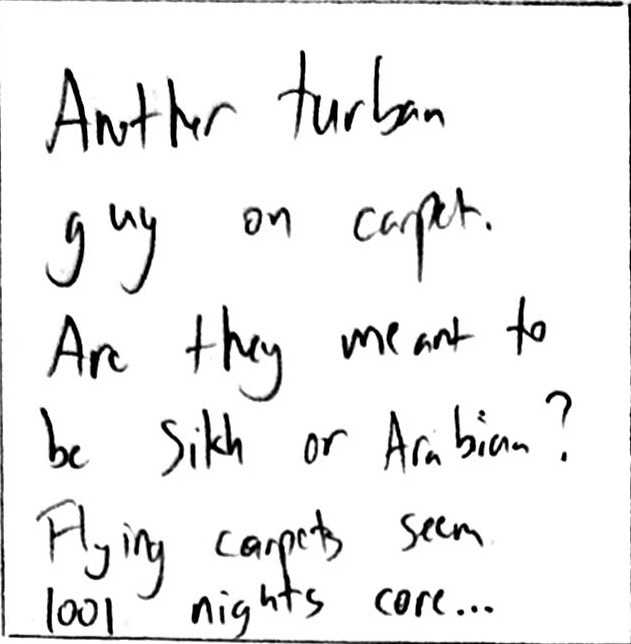 Another turban
guy on carpet.
Are they meant to
be Sikh or Arabian?
Flying carpets seem
1001 nights core...